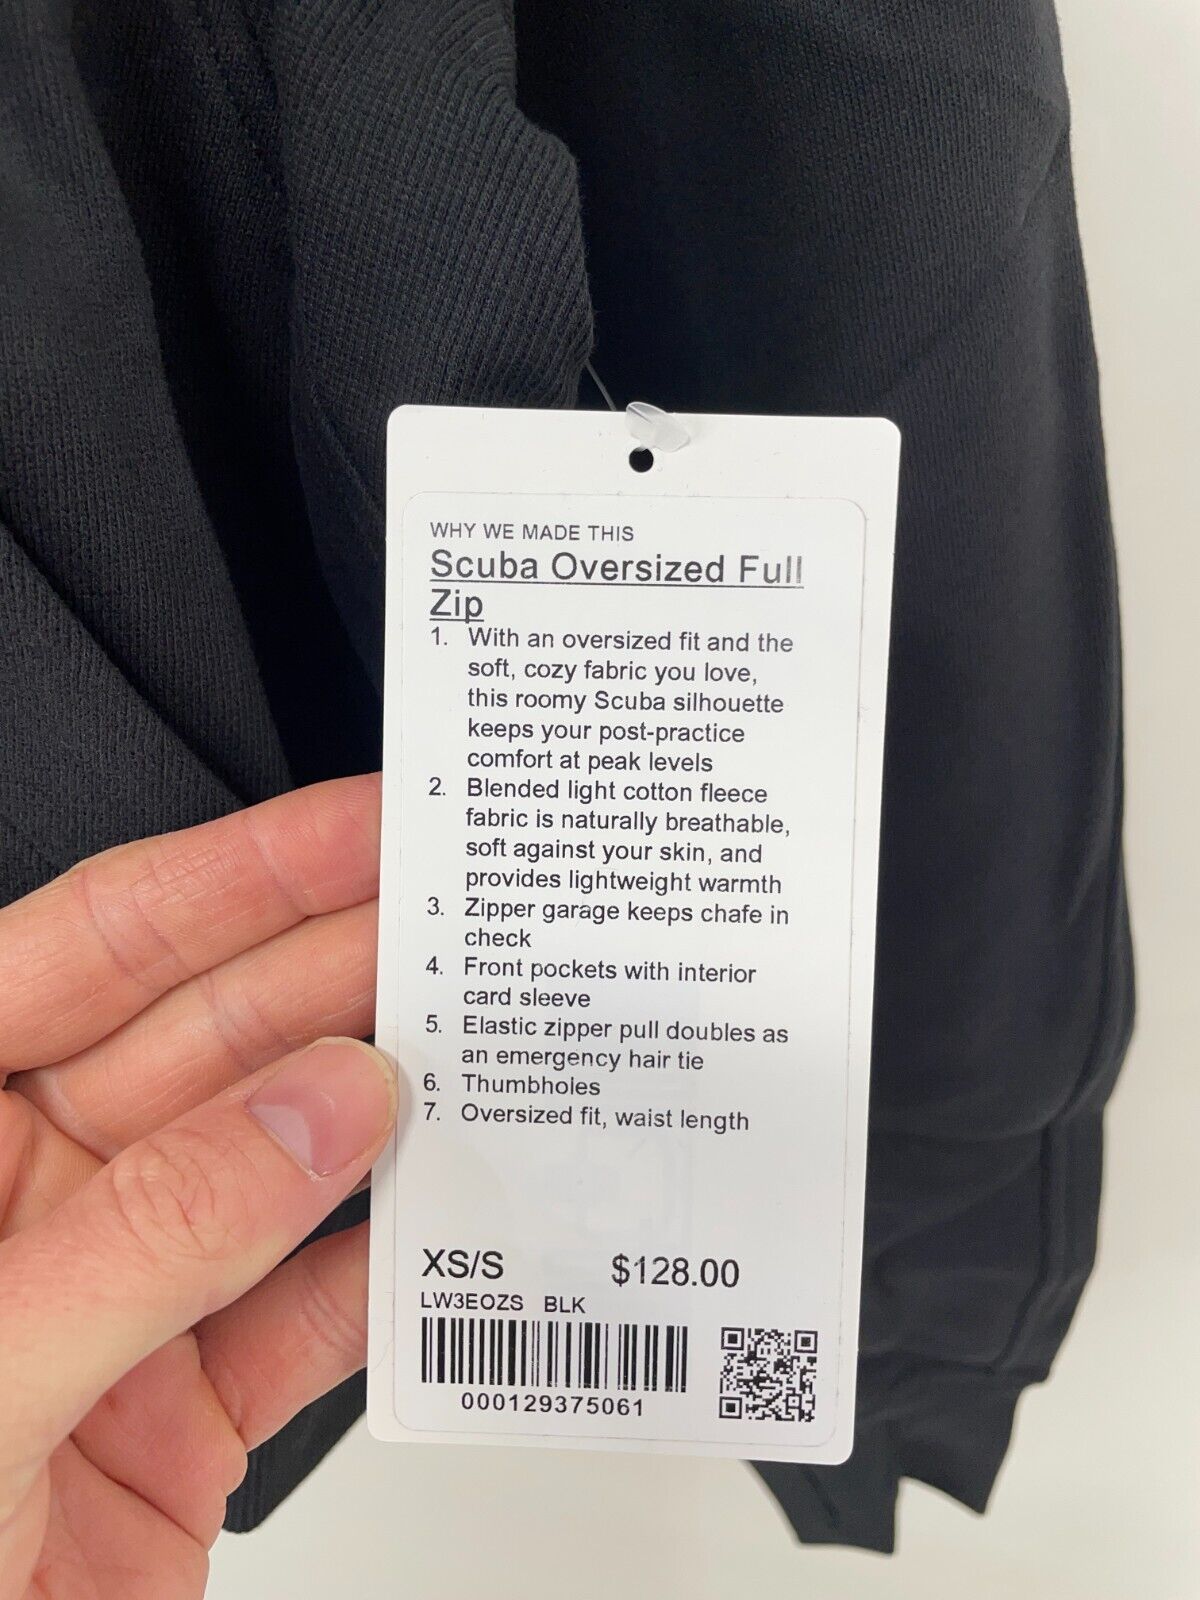 WHY WE MADE THIS
Scuba Oversized Full
Zip
1. With an oversized fit and the
soft, cozy fabric you love,
this roomy Scuba silhouette
keeps your post-practice
comfort at peak levels
2. Blended light cotton fleece
fabric is naturally breathable,
soft against your skin, and
provides lightweight warmth
3. Zipper garage keeps chafe in
check
4. Front pockets with interior
card sleeve
5. Elastic zipper pull doubles as
an emergency hair tie
6. Thumbholes
7. Oversized fit, waist length
XS/S $128.00
LW3EOZS BLK
000129375061